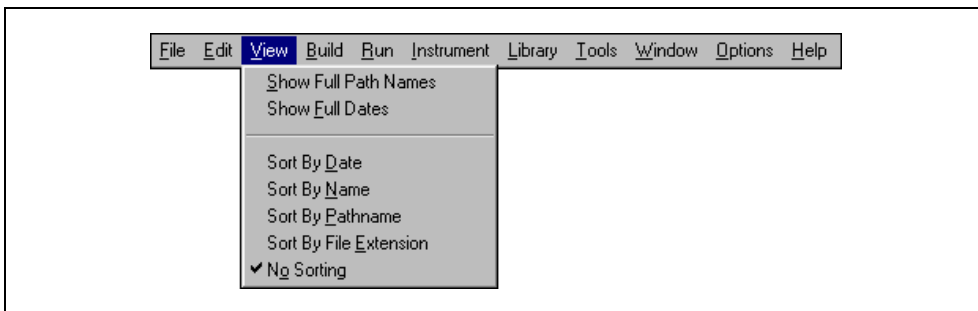 File Edit View Build Run Instrument Library Tools Window Options Help
Show Full Path Names
Show Full Dates
Sort By Date
Sort By Name
Sort By Pathname
Sort By File Extension
✔ No Sorting